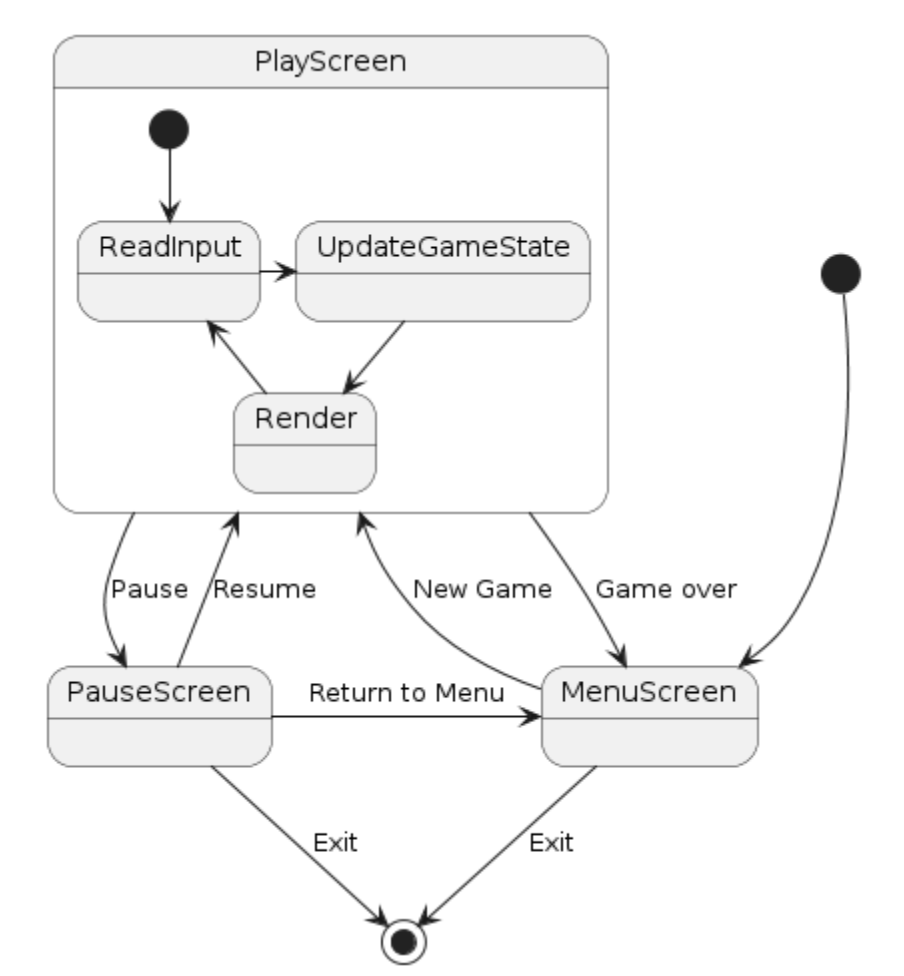 PlayScreen
ReadInput
UpdateGameState
Render
Pause
Resume
New Game
Game over
PauseScreen
Return to Menu
MenuScreen
Exit
Exit